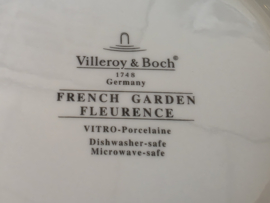 Villeroy & Boch®
1748
Germany
FRENCH GARDEN
FLEURENCE
VITRO-Porcelaine
Dishwasher-safe
Microwave-safe